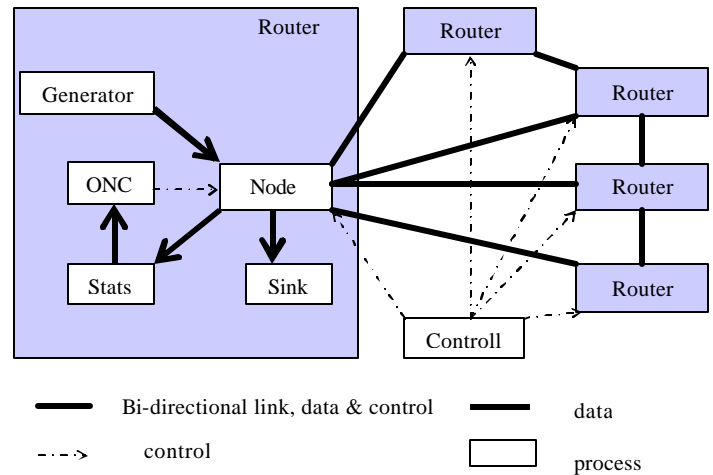 Router
Router
Generator
Router
ONC
Node
Router
Stats
Sink
Router
Controll
Bi-directional link, data & control
data
control
process